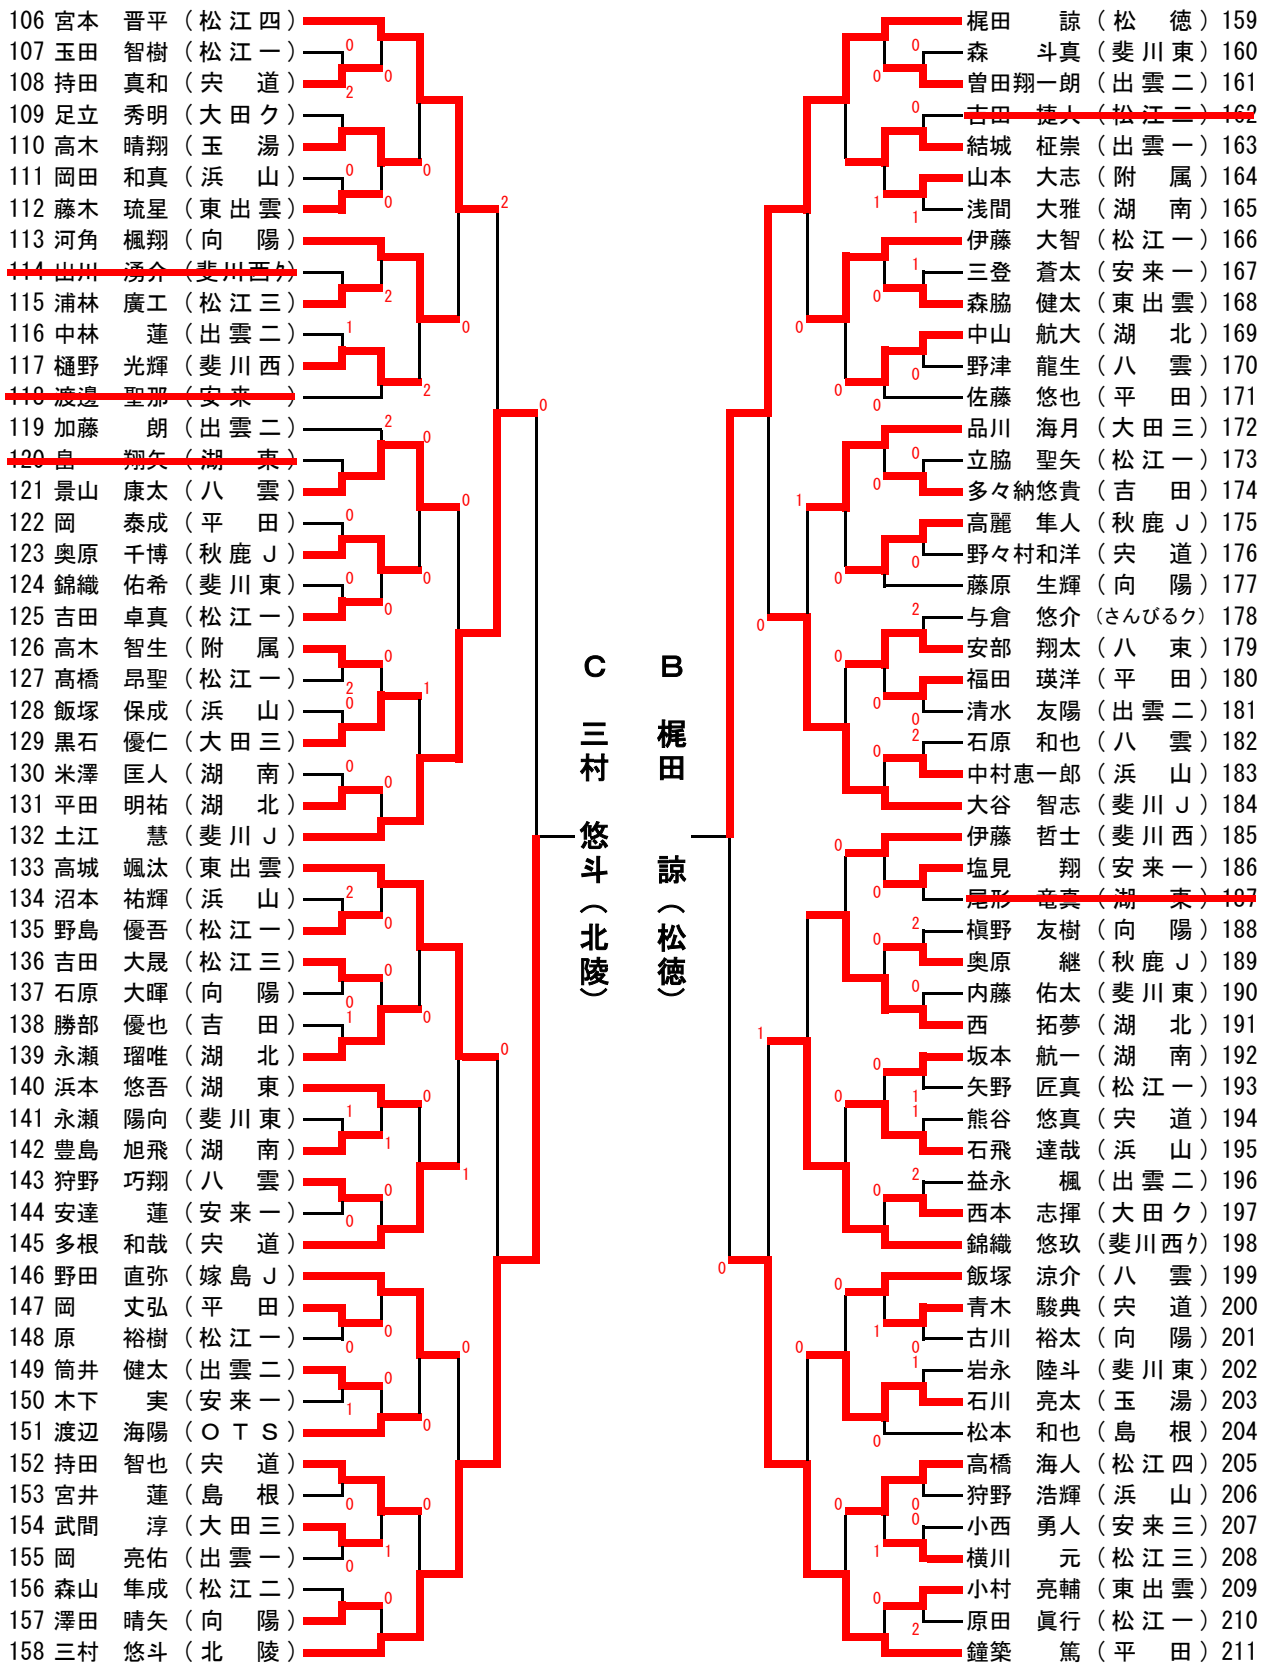 106 宮本 晋平 (松江四)
107 玉田 智樹 (松江一)
108 持田 真和 (宍 道)
109 足立 秀明 (大田ク)
110 高木 晴翔 (玉 湯)
111 岡田 和真 (浜 山)
112 藤木 琉星 (東出雲)
113 河角 楓翔 (向 陽)
114 山川 湧介 (斐川西ク)
115 浦林 廣工 (松江三)
116 中林 蓮 (出雲二)
117 樋野 光輝 (斐川西)
118 渡邊 聖那 (安来一)
119 加藤 朗 (出雲二)
120 畠 翔矢 (湖 東)
121 景山 康太 (八 雲)
122 岡 泰成 (平 田)
123 奥原 千博 (秋鹿J)
124 錦織 佑希 (斐川東)
125 吉田 卓真 (松江一)
126 高木 智生 (附 属)
127 髙橋 昂聖 (松江一)
128 飯塚 保成 (浜 山)
129 黒石 優仁 (大田三)
130 米澤 匡人 (湖 南)
131 平田 明祐 (湖 北)
132 土江 慧 (斐川J)
133 高城 颯汰 (東出雲)
134 沼本 祐輝 (浜 山)
135 野島 優吾 (松江一)
136 吉田 大晟 (松江三)
137 石原 大暉 (向 陽)
138 勝部 優也 (吉 田)
139 永瀬 瑠唯 (湖 北)
140 浜本 悠吾 (湖 東)
141 永瀬 陽向 (斐川東)
142 豊島 旭飛 (湖 南)
143 狩野 巧翔 (八 雲)
144 安達 蓮 (安来一)
145 多根 和哉 (宍 道)
146 野田 直弥 (嫁島J)
147 岡 丈弘 (平 田)
148 原 裕樹 (松江一)
149 筒井 健太 (出雲二)
150 木下 実 (安来一)
151 渡辺 海陽 (OTS)
152 持田 智也 (宍 道)
153 宮井 蓮 (島 根)
154 武間 淳 (大田三)
155 岡 亮佑 (出雲一)
156 森山 隼成 (松江二)
157 澤田 晴矢 (向 陽)
158 三村 悠斗 (北 陵)
C 三村 悠斗(北陵)
B 梶田 諒(松徳)
梶田 諒 (松 徳) 159
森 斗真 (斐川東) 160
曽田翔一朗 (出雲二) 161
吉田 捷人 (松江二) 162
結城 柾崇 (出雲一) 163
山本 大志 (附 属) 164
浅間 大雅 (湖 南) 165
伊藤 大智 (松江一) 166
三登 蒼太 (安来一) 167
森脇 健太 (東出雲) 168
中山 航大 (湖 北) 169
野津 龍生 (八 雲) 170
佐藤 悠也 (平 田) 171
品川 海月 (大田三) 172
立脇 聖矢 (松江一) 173
多々納悠貴 (吉 田) 174
高麗 隼人 (秋鹿J) 175
野々村和洋 (宍 道) 176
藤原 生輝 (向 陽) 177
与倉 悠介 (さんびるク) 178
安部 翔太 (八 束) 179
福田 瑛洋 (平 田) 180
清水 友陽 (出雲二) 181
石原 和也 (八 雲) 182
中村恵一郎 (浜 山) 183
大谷 智志 (斐川J) 184
伊藤 哲士 (斐川西) 185
塩見 翔 (安来一) 186
尾形 竜真 (湖 東) 187
槇野 友樹 (向 陽) 188
奥原 継 (秋鹿J) 189
内藤 佑太 (斐川東) 190
西 拓夢 (湖 北) 191
坂本 航一 (湖 南) 192
矢野 匠真 (松江一) 193
熊谷 悠真 (宍 道) 194
石飛 達哉 (浜 山) 195
益永 楓 (出雲二) 196
西本 志揮 (大田ク) 197
錦織 悠玖 (斐川西ク) 198
飯塚 涼介 (八 雲) 199
青木 駿典 (宍 道) 200
古川 裕太 (向 陽) 201
岩永 陸斗 (斐川東) 202
石川 亮太 (玉 湯) 203
松本 和也 (島 根) 204
高橋 海人 (松江四) 205
狩野 浩輝 (浜 山) 206
小西 勇人 (安来三) 207
横川 元 (松江三) 208
小村 亮輔 (東出雲) 209
原田 眞行 (松江一) 210
鐘築 篤 (平 田) 211